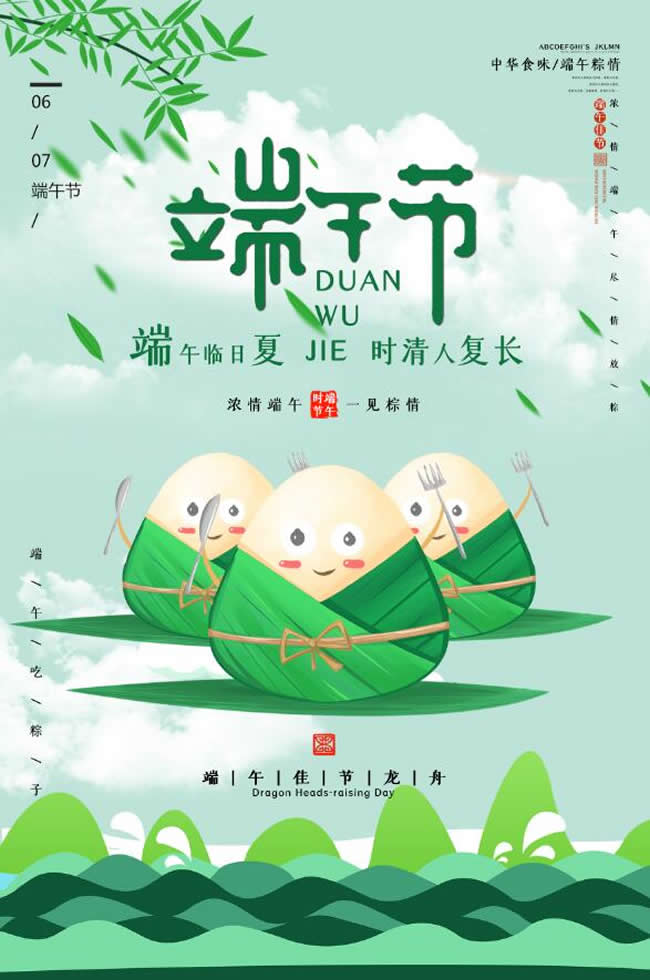 ABCDEFGHI'S JKLMN
中华食味/端午粽情
06
/
07
端午节
/
端午佳节
浓/情/端/午/尽/情/放/粽
端午节
DUAN
WU
端午临日夏 JIE 时清人复长
浓情端午 端午时节 一见棕情
端/午/吃/粽/子
端|午|佳|节|龙|舟
Dragon Heads-raising Day